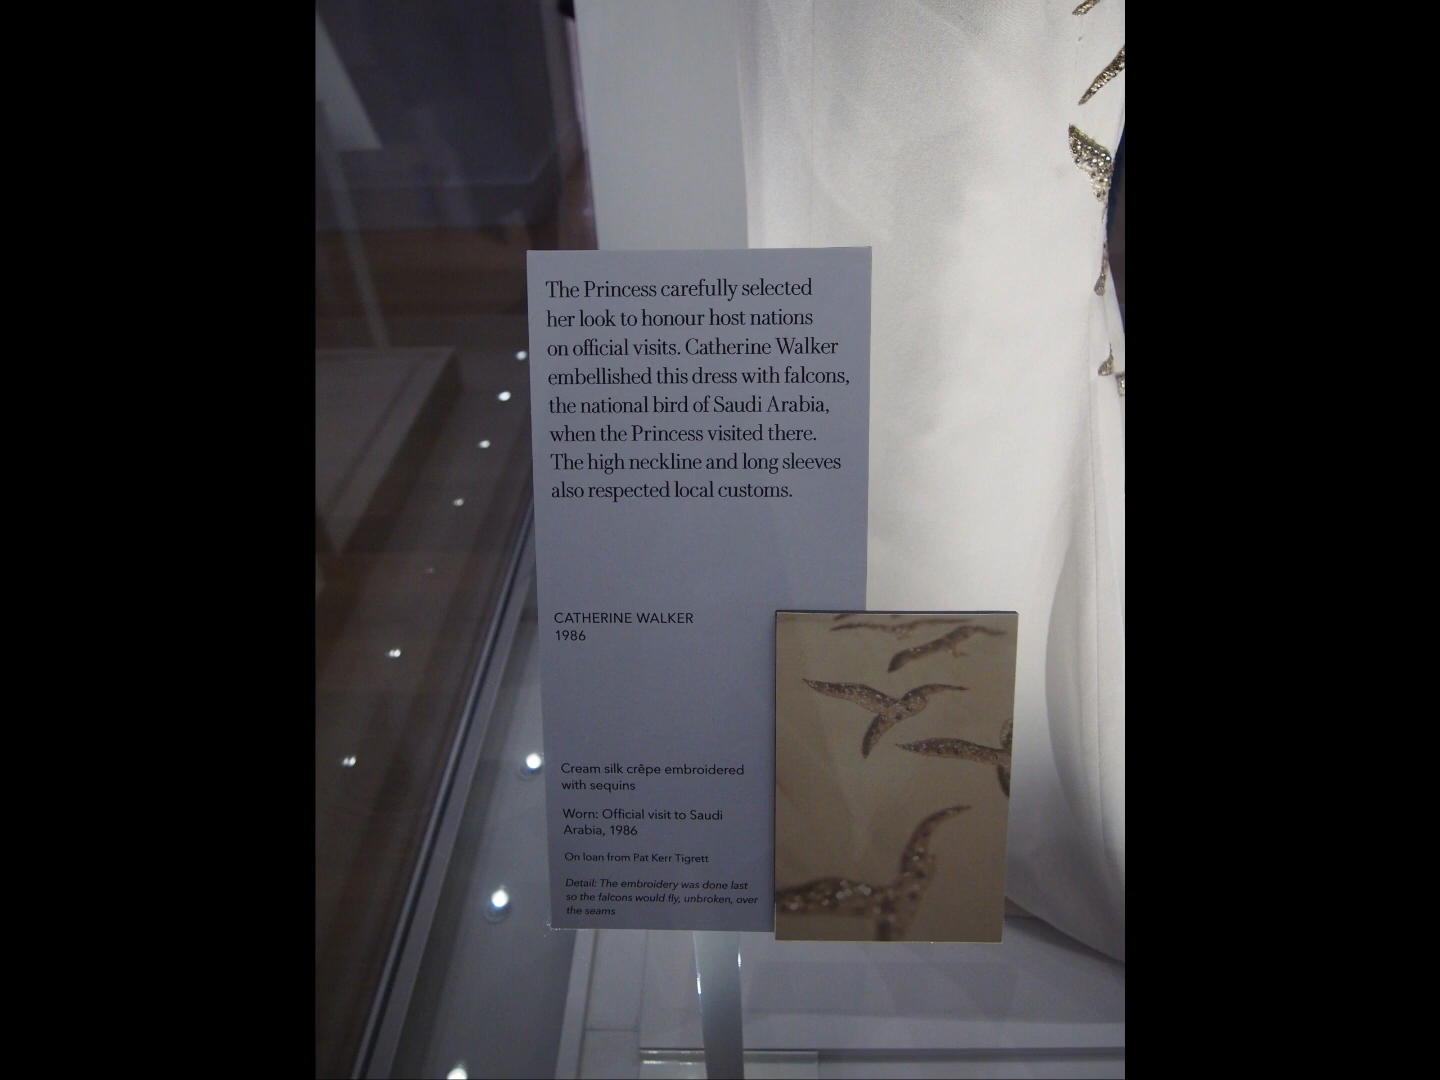 The Princess carefully selected
her look to honour host nations
on official visits. Catherine Walker
embellished this dress with falcons,
the national bird of Saudi Arabia,
when the Princess visited there.
The high neckline and long sleeves
also respected local customs.
CATHERINE WALKER
1986
Cream silk crêpe embroidered
with sequins
Worn: Official visit to Saudi
Arabia, 1986
On loan from Pat Kerr Tigrett
Detail: The embroidery was done last
so the falcons would fly, unbroken, over
the seams